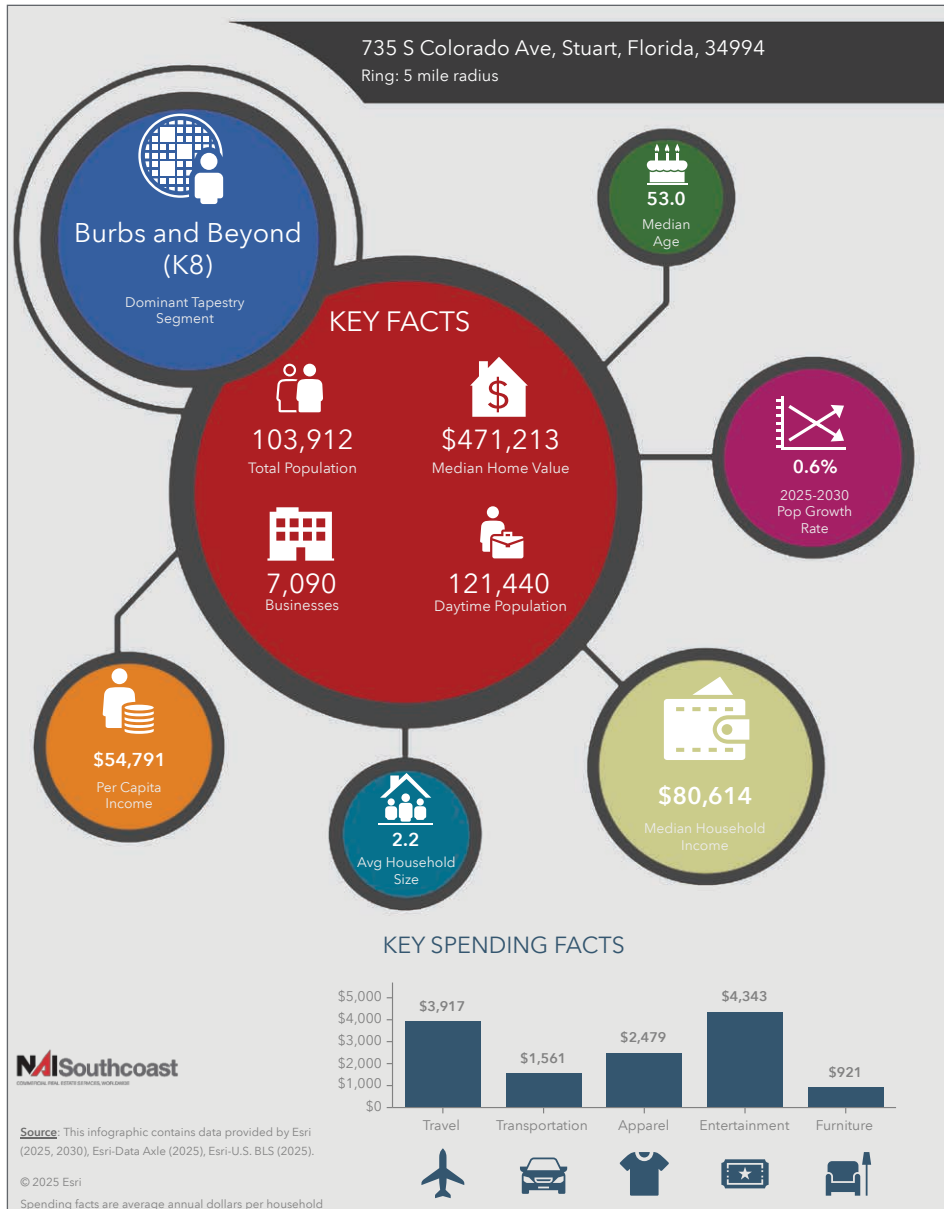 735 S Colorado Ave, Stuart, Florida, 34994
Ring: 5 mile radius
Burbs and Beyond
(K8)
Dominant Tapestry
Segment
53.0
Median
Age
KEY FACTS
103,912
Total Population
$471,213
Median Home Value
7,090
Businesses
121,440
Daytime Population
0.6%
2025-2030
Pop Growth
Rate
$54,791
Per Capita
Income
2.2
Avg Household
Size
$80,614
Median Household
Income
KEY SPENDING FACTS
$5,000
$4,000
$3,000
$2,000
$1,000
$0
$3,917
$1,561
$2,479
$4,343
$921
Travel
Transportation
Apparel
Entertainment
Furniture
NAISouthcoast
COMMERCIAL REAL ESTATE SERVICES, WORLDWIDE
Source: This infographic contains data provided by Esri
(2025, 2030), Esri-Data Axle (2025), Esri-U.S. BLS (2025).
© 2025 Esri
Spending facts are average annual dollars per household